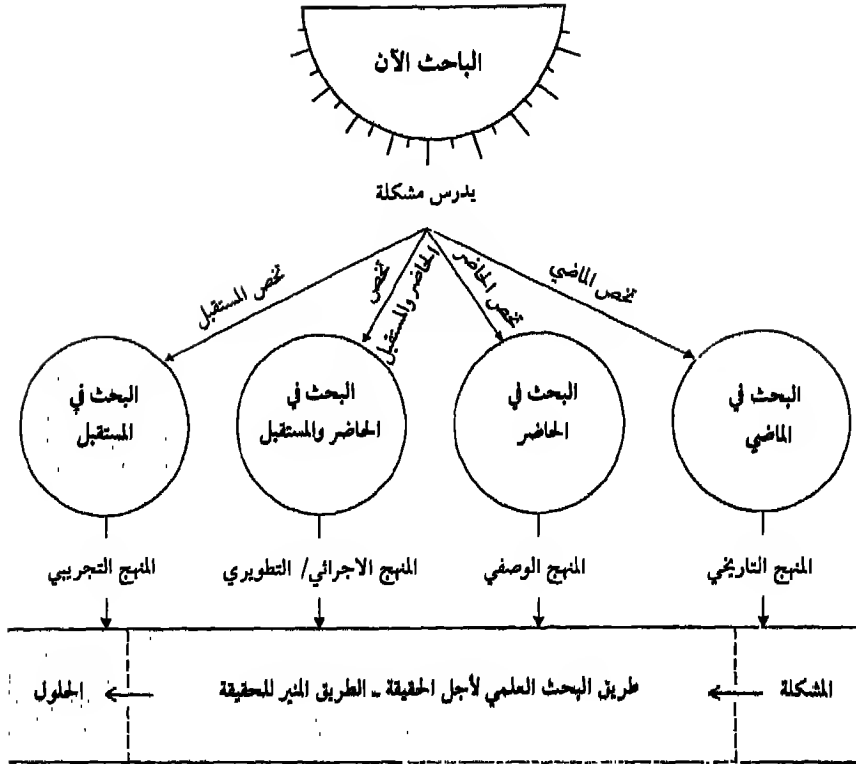 الباحث الآن
يدرس مشكلة
تخص الماضي
تخص الحاضر
تخص
الحاضر والمستقبل
تخص المستقبل
البحث في
الماضي
البحث في
الحاضر
البحث في
الحاضر والمستقبل
البحث في
المستقبل
المنهج التاريخي
المنهج الوصفي
المنهج الاجرائي/ التطويري
المنهج التجريبي
المشكلة
طريق البحث العلمي لأجل الحقيقة - الطريق المنير للحقيقة
الحلول